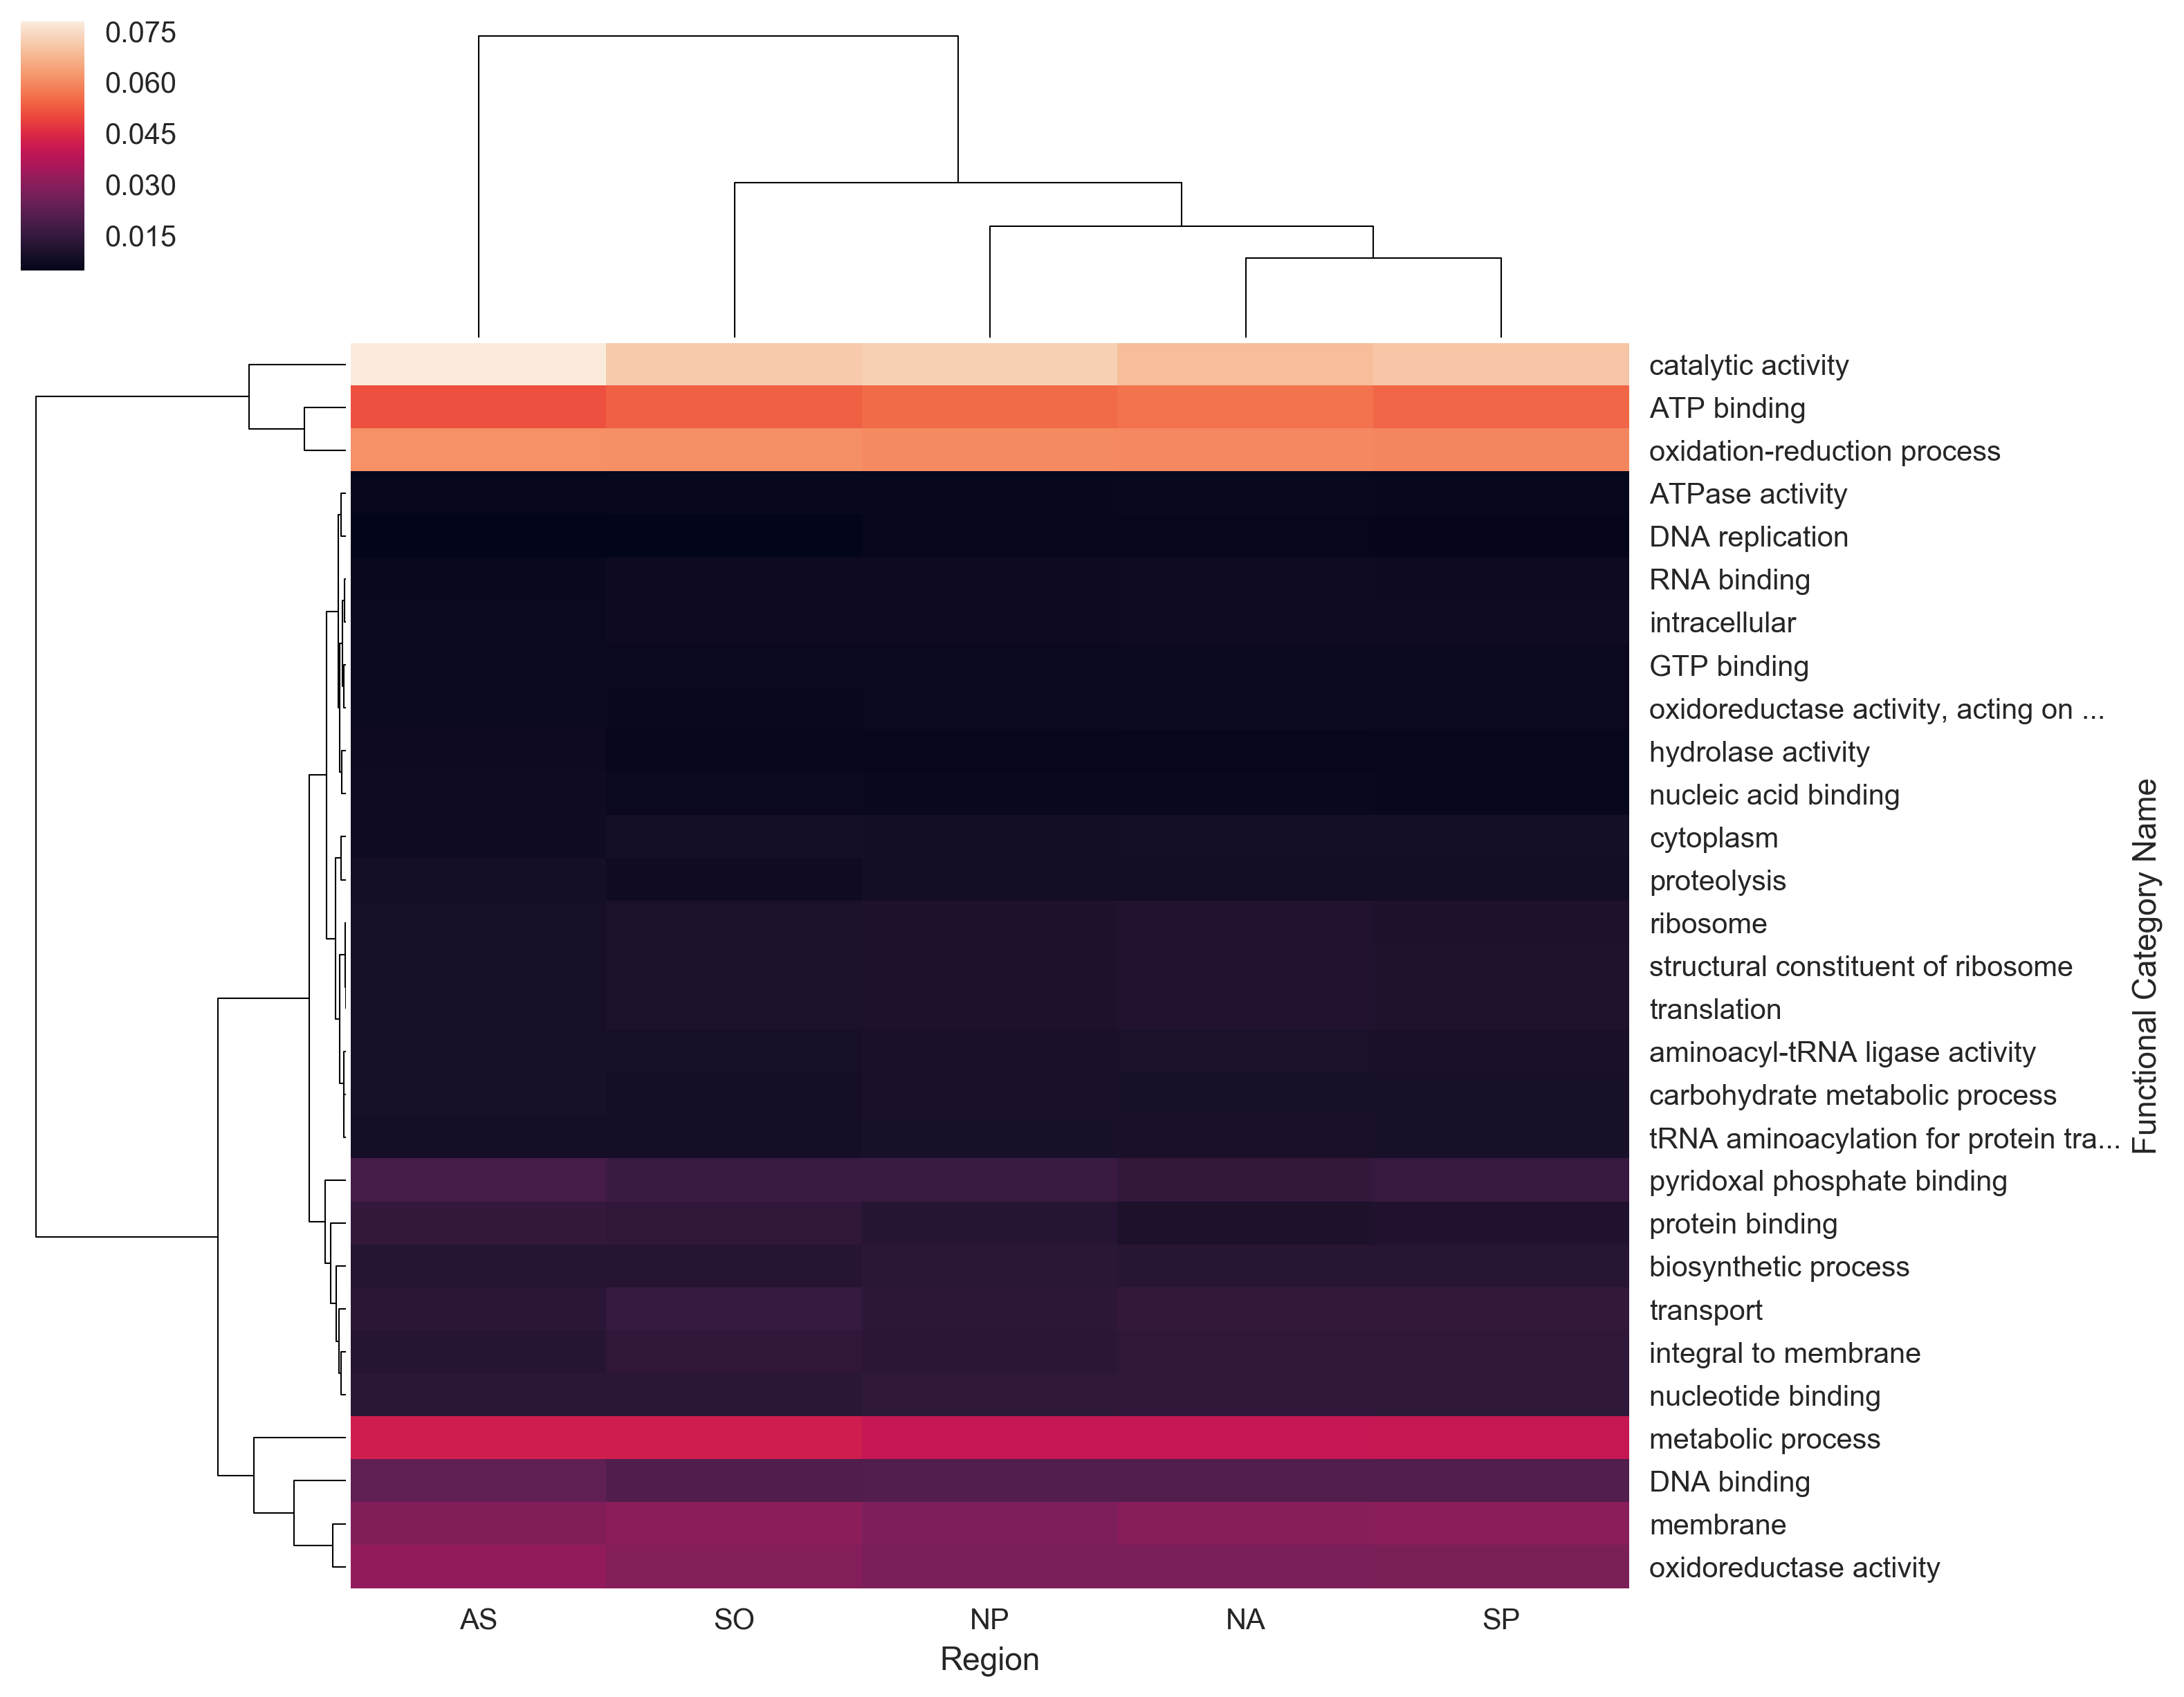 0.075
0.060
0.045
0.030
0.015
catalytic activity
ATP binding
oxidation-reduction process
ATPase activity
DNA replication
RNA binding
intracellular
GTP binding
oxidoreductase activity, acting on ...
hydrolase activity
nucleic acid binding
cytoplasm
proteolysis
ribosome
structural constituent of ribosome
translation
aminoacyl-tRNA ligase activity
carbohydrate metabolic process
tRNA aminoacylation for protein tra...
pyridoxal phosphate binding
protein binding
biosynthetic process
transport
integral to membrane
nucleotide binding
metabolic process
DNA binding
membrane
oxidoreductase activity
Functional Category Name
AS SO NP NA SP
Region